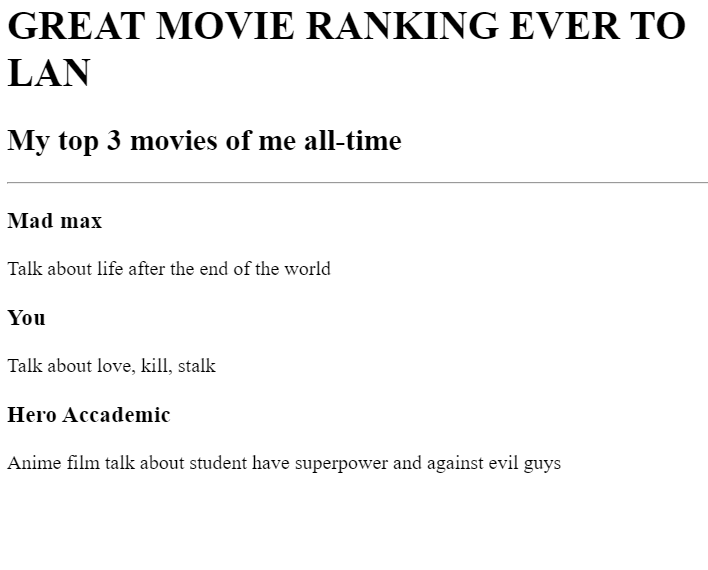 GREAT MOVIE RANKING EVER TO
LAN
My top 3 movies of me all-time
Mad max
Talk about life after the end of the world
You
Talk about love, kill, stalk
Hero Accademic
Anime film talk about student have superpower and against evil guys